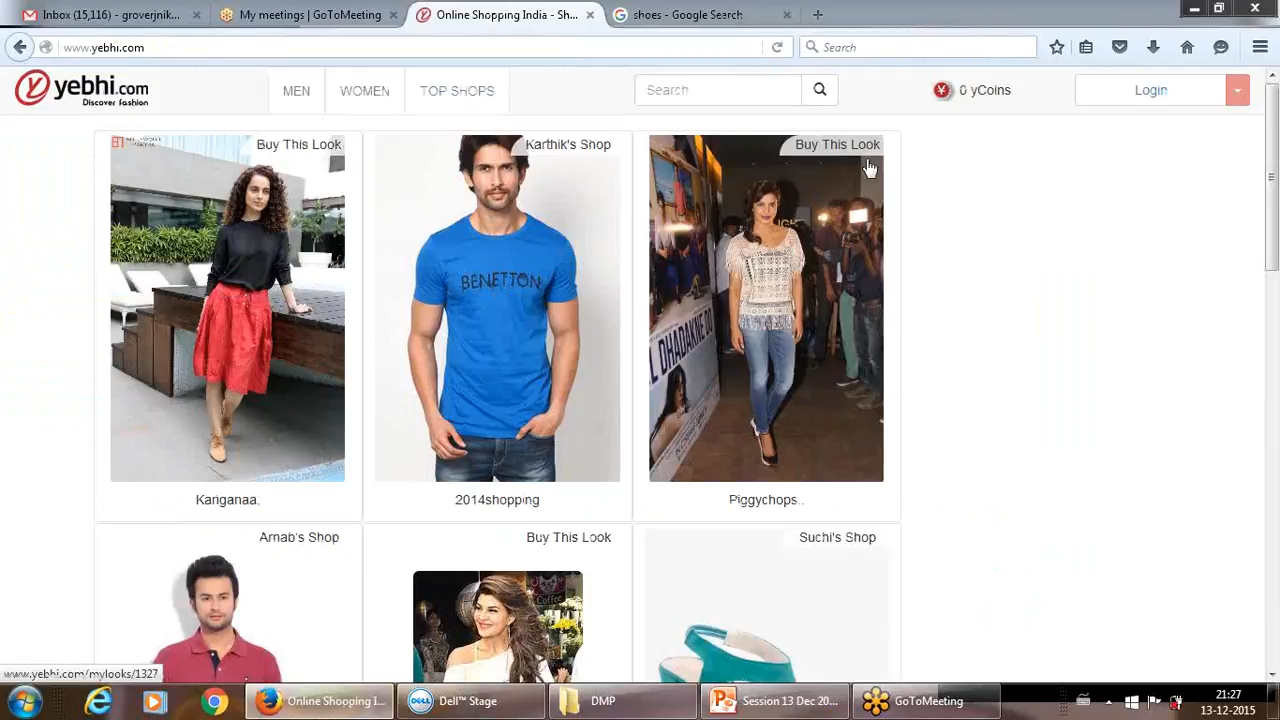 Inbox (15,116) - groverjnik...
My meetings | GoToMeeting
Online Shopping India - Sh...
shoes - Google Search
www.yebhi.com
Search
yebhi.com
Discover fashion
MEN
WOMEN
TOP SHOPS
Search
0 yCoins
Login
Buy This Look
Karthik's Shop
Buy This Look
BENETTON
L DHADAKNE DO
Kanganaa,
2014shopping
Piggychops..
Arnab's Shop
Buy This Look
Suchi's Shop
Coffee
www.yebhi.com/mylooks/1327
Online Shopping I...
Dell™ Stage
DMP
Session 13 Dec 20...
GoToMeeting
21:27
13-12-2015